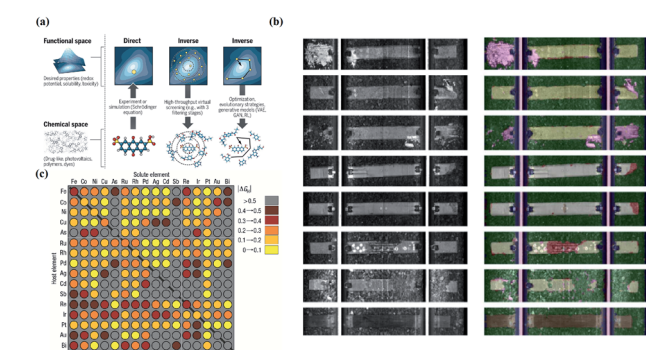 (a)
Functional space
Desired properties (redox
potential, solubility, toxicity)
Direct
Inverse
Inverse
Experiment or
simulation (Schrödinger
equation)
High-throughput virtual
screening (e.g., with 3
filtering stages)
Optimization,
evolutionary strategies,
generative models (VAE,
GAN, RL)
Chemical space
(Drug-like, photovoltaics,
polymers, dyes)
(b)
(c)
Solute element
Fe Co Ni Cu As Ru Rh Pd Ag Cd Sb Re Ir Pt Au Bi
Host element
Fe
Co
Ni
Cu
As
Ru
Rh
Pd
Ag
Cd
Sb
Re
Ir
Pt
Au
Bi
>0.5
0.4→0.5
0.3→0.4
0.2→0.3
0.1→0.2
0→0.1